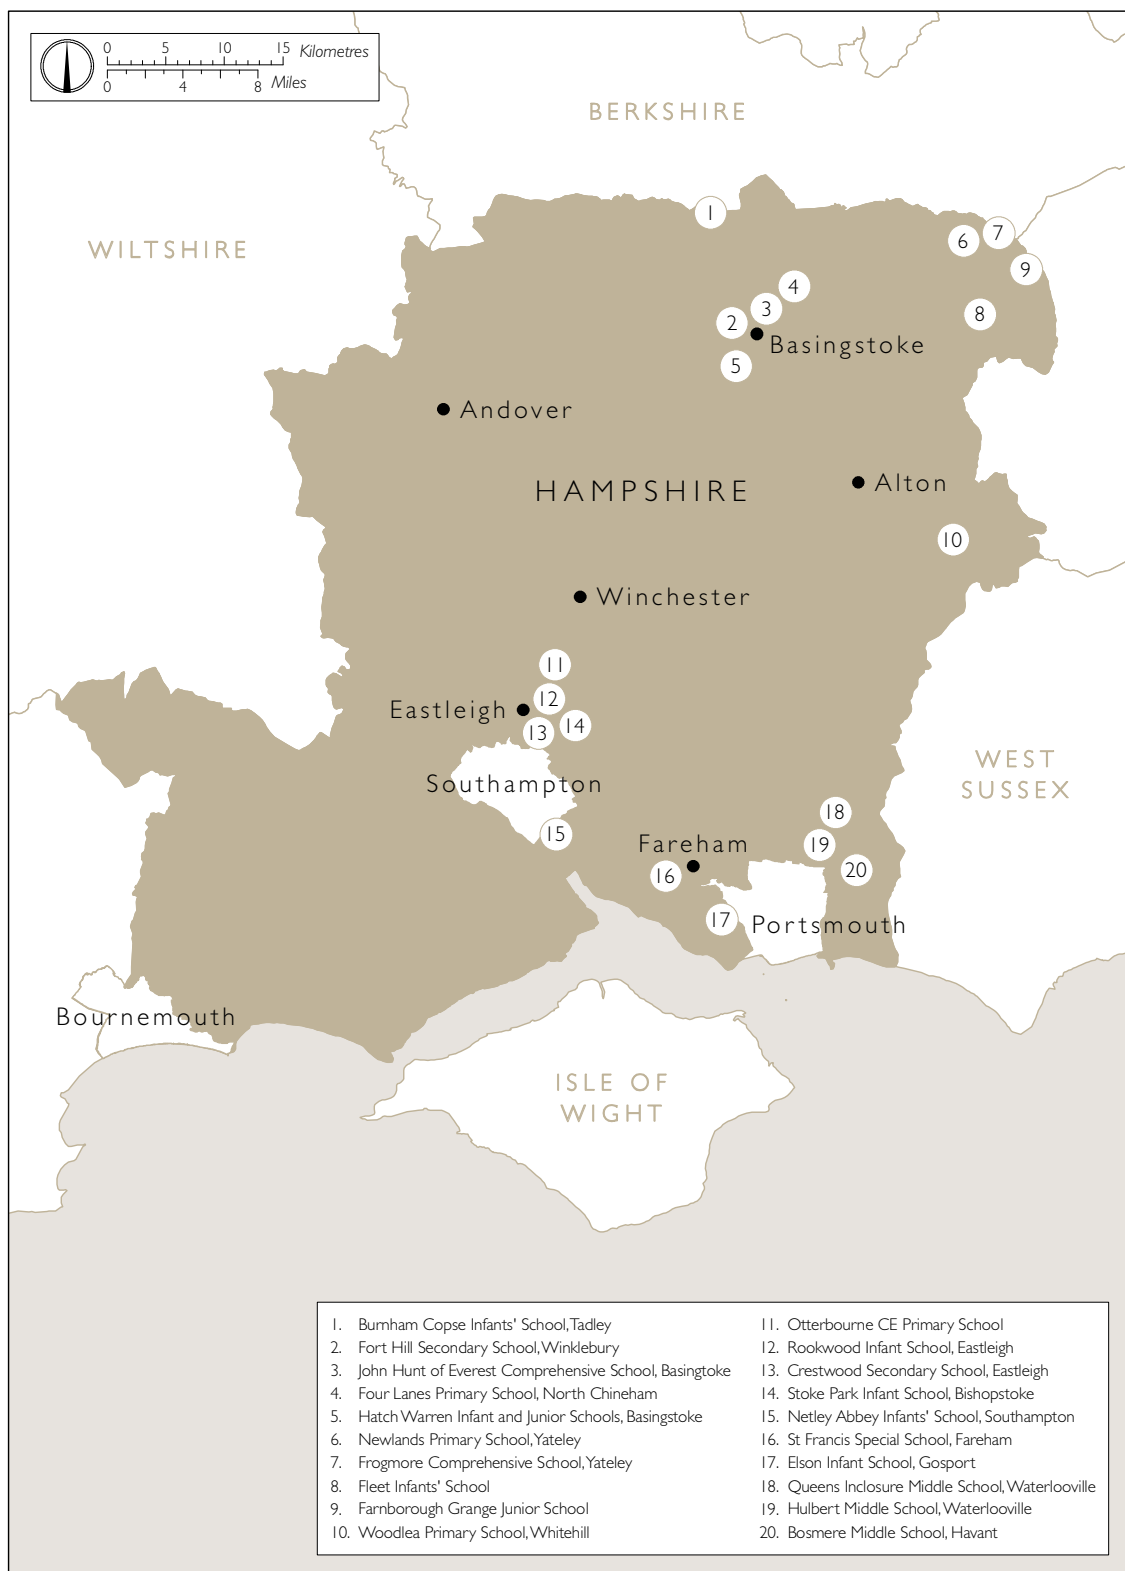 0 5 10 15 Kilometres
0 4 8 Miles
BERKSHIRE
WILTSHIRE
1
6
7
9
4
3
2
8
Basingstoke
5
Andover
HAMPSHIRE
Alton
10
Winchester
11
12
Eastleigh
14
13
WEST
SUSSEX
Southampton
18
15
Fareham
19
16
20
17
Portsmouth
Bournemouth
ISLE OF
WIGHT
1. Burnham Copse Infants' School, Tadley
2. Fort Hill Secondary School, Winklebury
3. John Hunt of Everest Comprehensive School, Basingtoke
4. Four Lanes Primary School, North Chineham
5. Hatch Warren Infant and Junior Schools, Basingstoke
6. Newlands Primary School, Yateley
7. Frogmore Comprehensive School, Yateley
8. Fleet Infants' School
9. Farnborough Grange Junior School
10. Woodlea Primary School, Whitehill
11. Otterbourne CE Primary School
12. Rookwood Infant School, Eastleigh
13. Crestwood Secondary School, Eastleigh
14. Stoke Park Infant School, Bishopstoke
15. Netley Abbey Infants' School, Southampton
16. St Francis Special School, Fareham
17. Elson Infant School, Gosport
18. Queens Inclosure Middle School, Waterlooville
19. Hulbert Middle School, Waterlooville
20. Bosmere Middle School, Havant